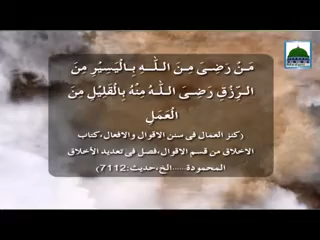 مَنْ رَضِیَ مِنَ اللّٰہِ بِالْیَسِیْرِ مِنَ
الرِّزْقِ رَضِیَ اللّٰہُ مِنْہُ بِالْقَلِیْلِ مِنَ
الْعَمَلِ
(کنز العمال فی سنن الاقوال والافعال،کتاب
الاخلاق من قسم الاقوال،فصل فی تعدید الأخلاق
المحمودة.....الخ،حدیث:7112)